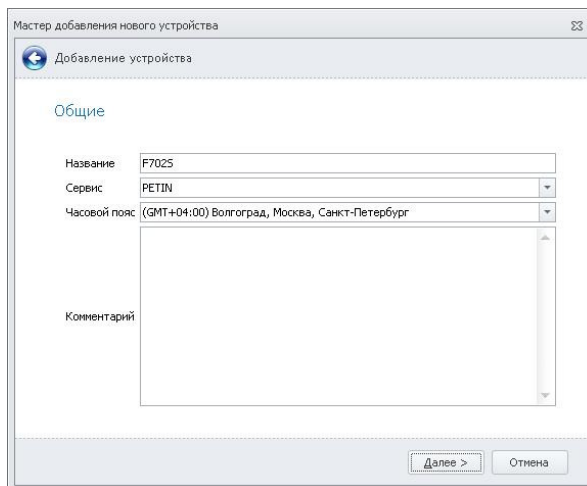 Мастер добавления нового устройства
Добавление устройства
Общие
Название F702S
Сервис PETIN
Часовой пояс (GMT+04:00) Волгоград, Москва, Санкт-Петербург
Комментарий
Далее > Отмена